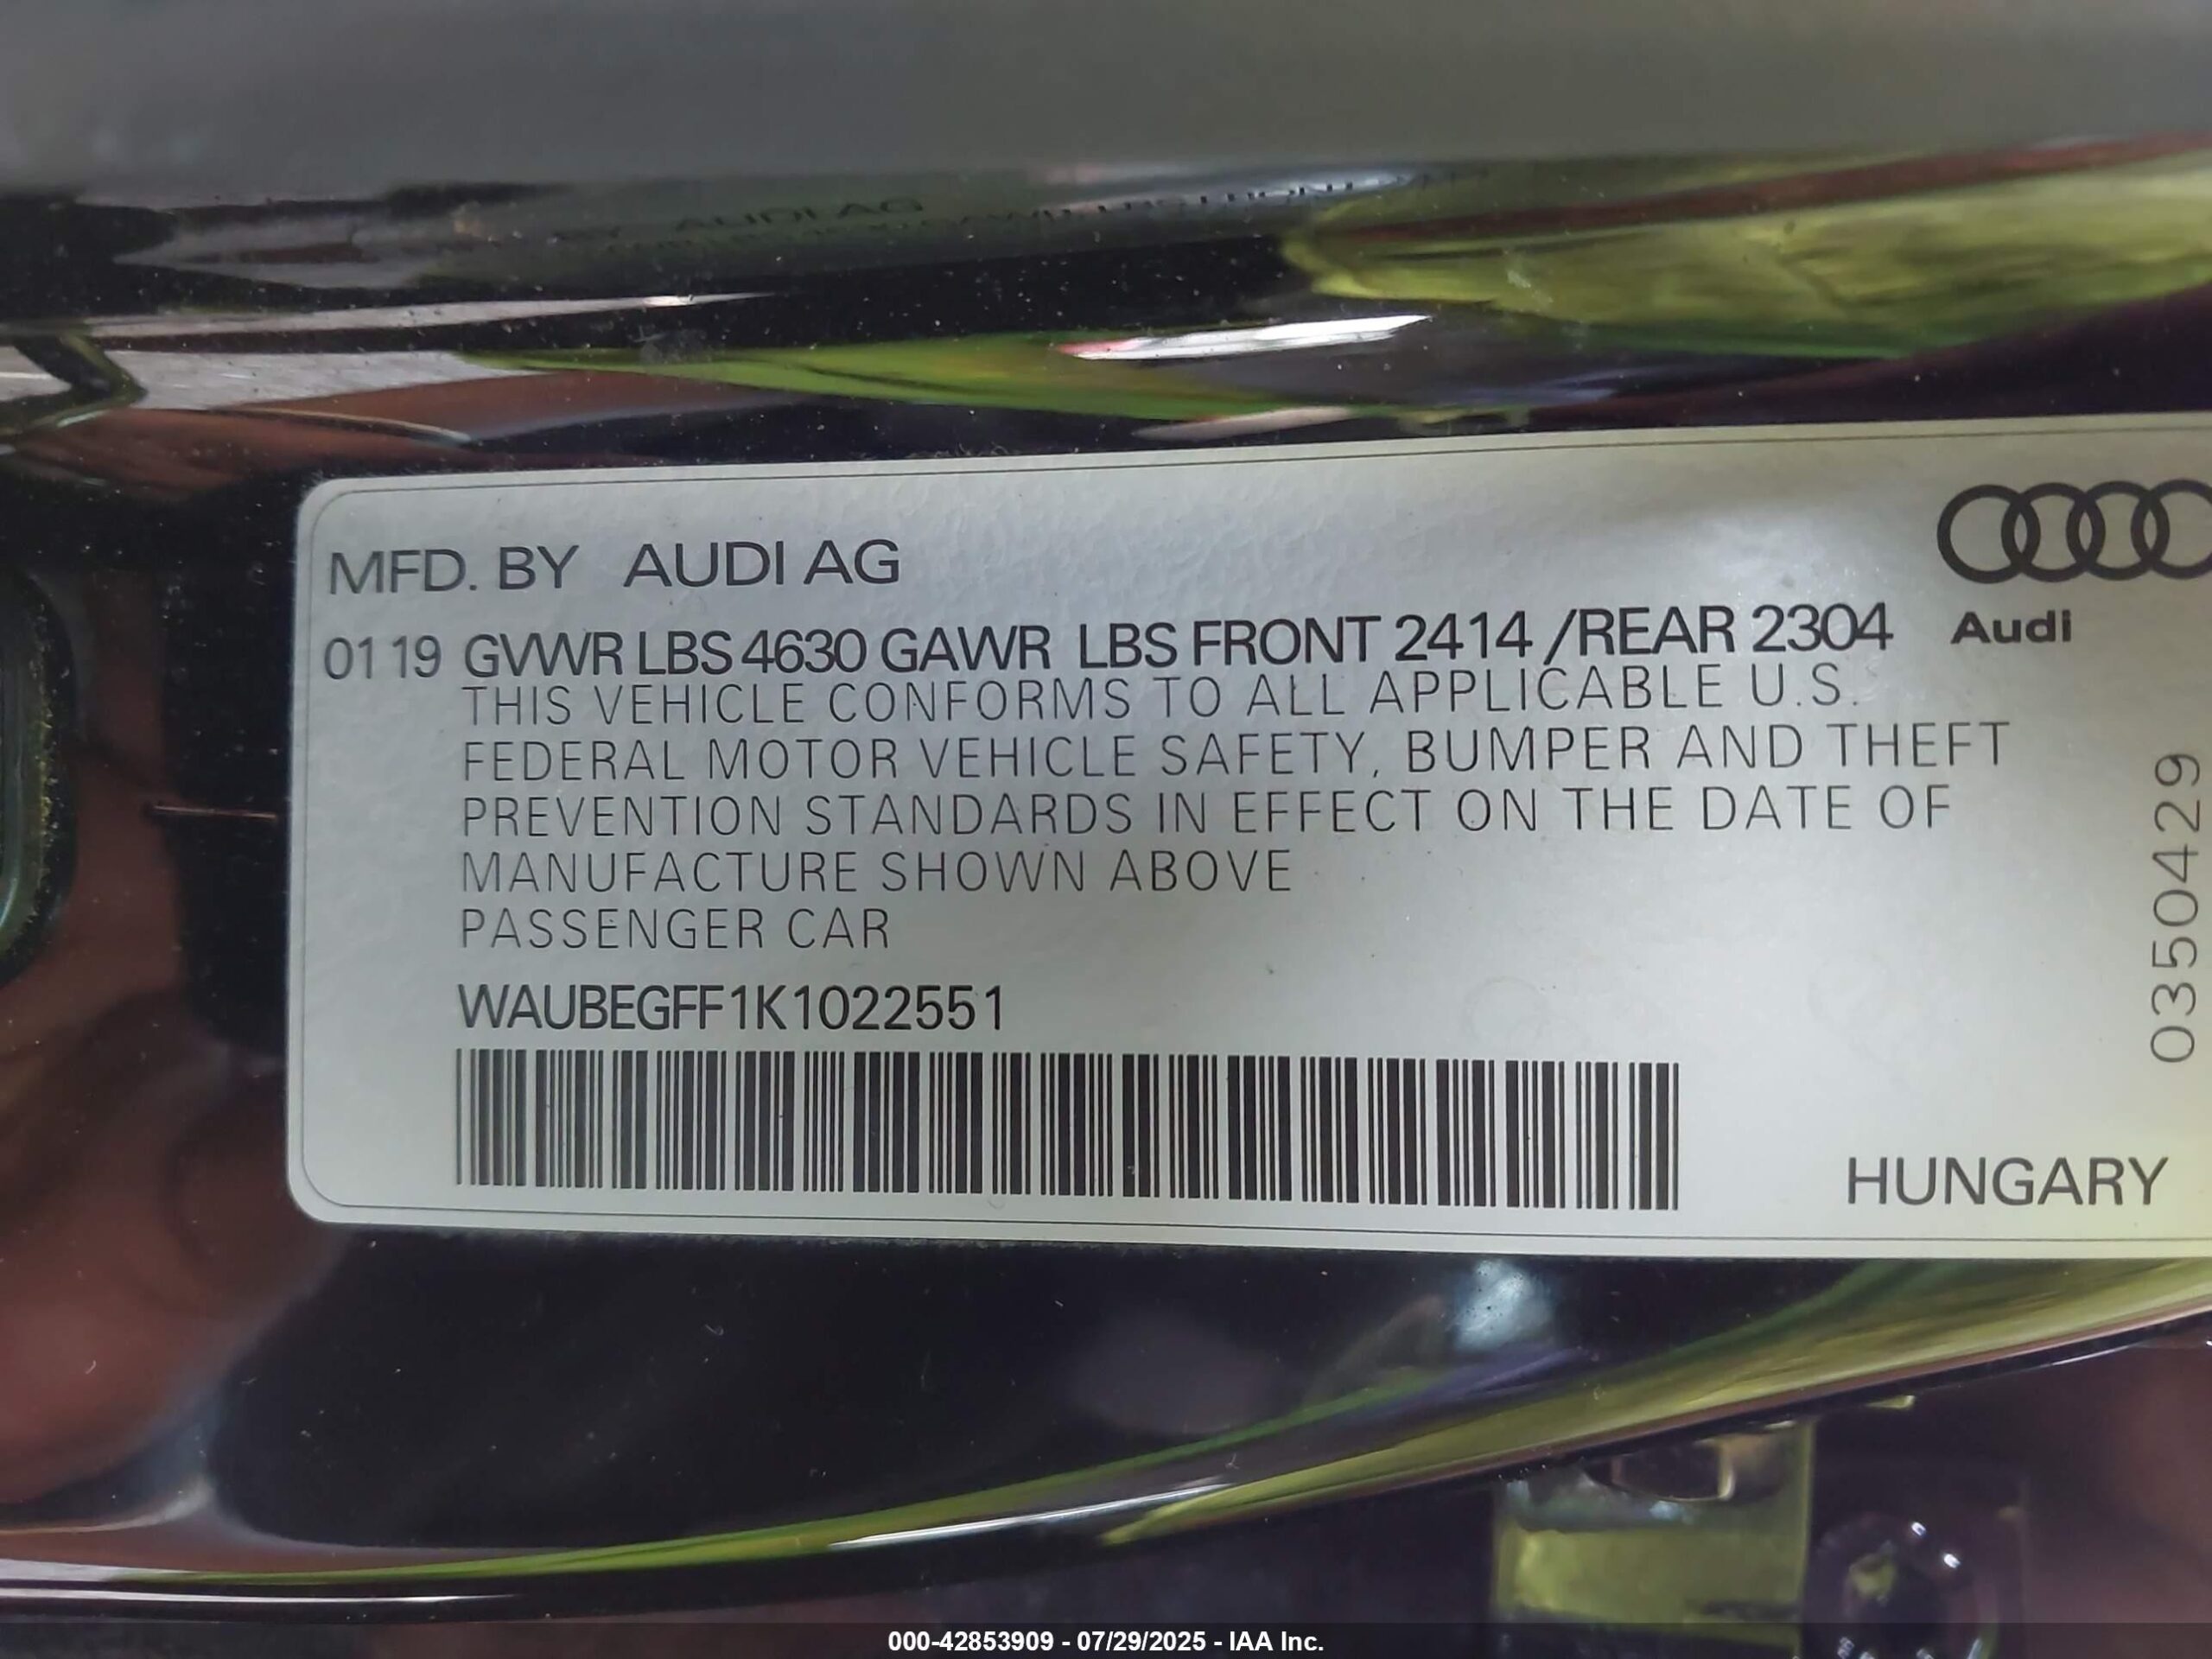 MFD. BY AUDI AG
01 19 GVWR LBS 4630 GAWR LBS FRONT 2414 /REAR 2304
Audi
THIS VEHICLE CONFORMS TO ALL APPLICABLE U.S.
FEDERAL MOTOR VEHICLE SAFETY, BUMPER AND THEFT
PREVENTION STANDARDS IN EFFECT ON THE DATE OF
MANUFACTURE SHOWN ABOVE
PASSENGER CAR
WAUBEGFF1K1022551
0350429
HUNGARY
000-42853909 - 07/29/2025 - IAA Inc.